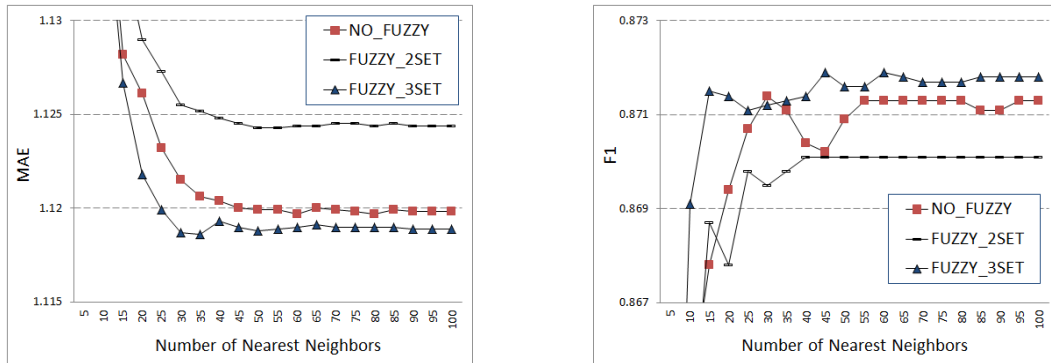 1.13
1.125
1.12
1.115
MAE
NO_FUZZY
FUZZY_2SET
FUZZY_3SET
5 10 15 20 25 30 35 40 45 50 55 60 65 70 75 80 85 90 95 100
Number of Nearest Neighbors
0.873
0.871
0.869
0.867
F1
NO_FUZZY
FUZZY_2SET
FUZZY_3SET
5 10 15 20 25 30 35 40 45 50 55 60 65 70 75 80 85 90 95 100
Number of Nearest Neighbors